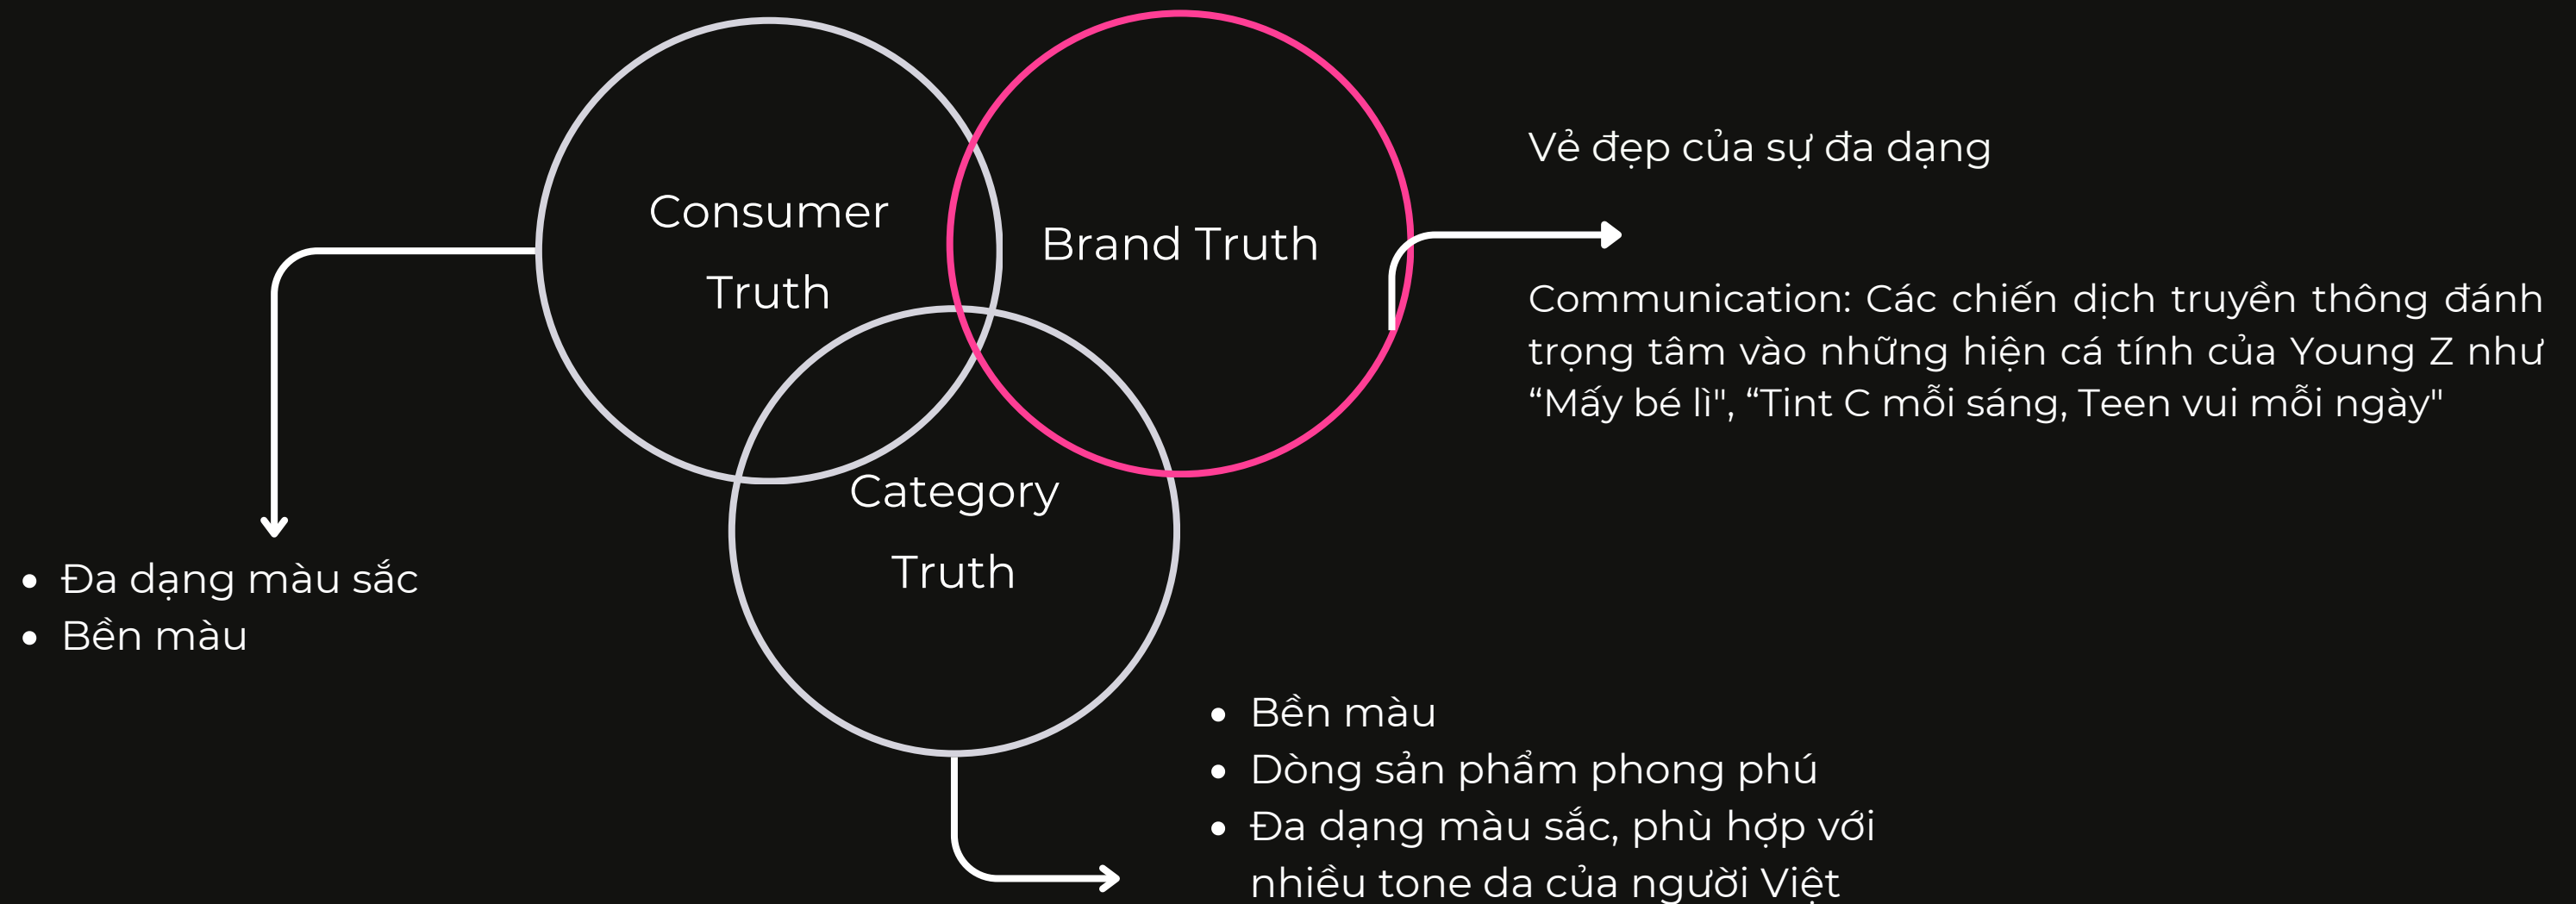 Consumer
Truth
Brand Truth
Category
Truth
Vẻ đẹp của sự đa dạng
Communication: Các chiến dịch truyền thông đánh
trọng tâm vào những hiện cá tính của Young Z như
“Mấy bé lì", “Tint C mỗi sáng, Teen vui mỗi ngày"
• Đa dạng màu sắc
• Bền màu
• Bền màu
• Dòng sản phẩm phong phú
• Đa dạng màu sắc, phù hợp với
nhiều tone da của người Việt